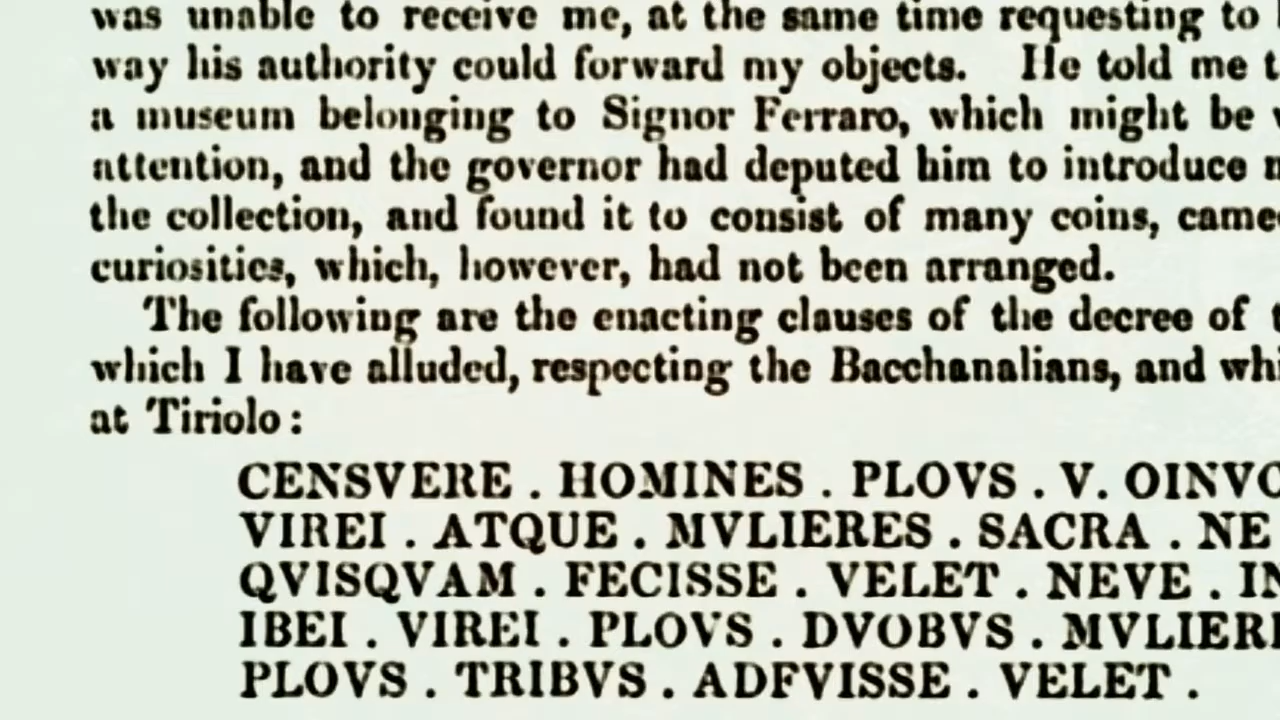 was unable to receive me, at the same time requesting to
way his authority could forward my objects. He told me
a museum belonging to Signor Ferraro, which might be
attention, and the governor had deputed him to introduce
the collection, and found it to consist of many coins,
curiosities, which, however, had not been arranged.
The following are the enacting clauses of the decree of
which I have alluded, respecting the Bacchanalians, and
at Tiriolo:
CENSVERE . HOMINES . PLOVS . V. OINVO
VIREI . ATQUE . MVLIERES . SACRA . NE
QVISQVAM . FECISSE . VELET . NEVE .
IBEI . VIREI . PLOVS . DVOBVS .
PLOVS . TRIBVS . ADFVISSE . VELET .